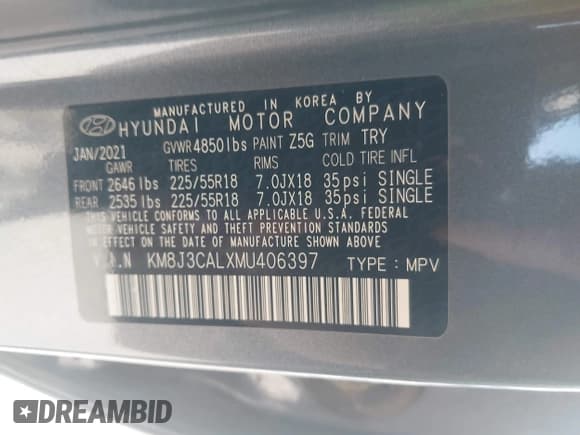 MANUFACTURED IN KOREA BY
HYUNDAI MOTOR COMPANY
JAN/2021 GVWR 4850 lbs PAINT Z5G TRIM TRY
GAWR TIRES RIMS COLD TIRE INFL
FRONT 2646 lbs 225/55R18 7.0JX18 35psi SINGLE
REAR 2535 lbs 225/55R18 7.0JX18 35psi SINGLE
THIS VEHICLE CONFORMS TO ALL APPLICABLE U.S.A. FEDERAL
MOTOR VEHICLE SAFETY BUMPER, AND THEFT PREVENTION STANDARDS
IN EFFECT ON THE DATE OF MANUFACTURE SHOWN ABOVE.
V.I.N KM8J3CALXMU406397 TYPE : MPV
DREAMBID